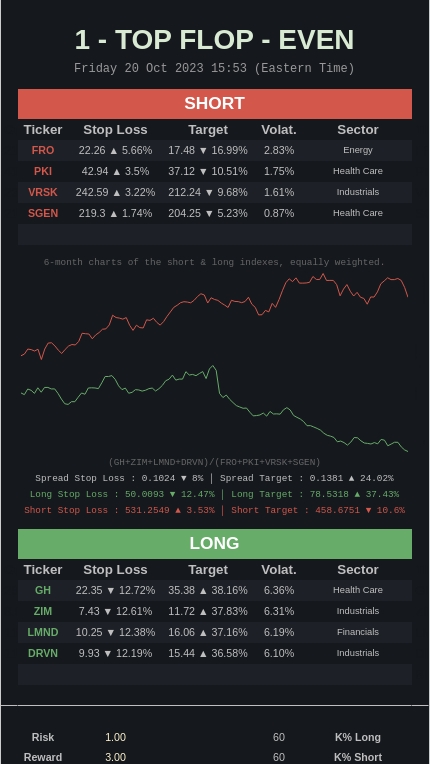 1 - TOP FLOP - EVEN
Friday 20 Oct 2023 15:53 (Eastern Time)
SHORT
Ticker Stop Loss Target Volat. Sector
FRO 22.26 ▲ 5.66% 17.48 ▼ 16.99% 2.83% Energy
PKI 42.94 ▲ 3.5% 37.12 ▼ 10.51% 1.75% Health Care
VRSK 242.59 ▲ 3.22% 212.24 ▼ 9.68% 1.61% Industrials
SGEN 219.3 ▲ 1.74% 204.25 ▼ 5.23% 0.87% Health Care
6-month charts of the short & long indexes, equally weighted.
(GH+ZIM+LMND+DRVN)/(FRO+PKI+VRSK+SGEN)
Spread Stop Loss : 0.1024 ▼ 8% | Spread Target : 0.1381 ▲ 24.02%
Long Stop Loss : 50.0093 ▼ 12.47% | Long Target : 78.5318 ▲ 37.43%
Short Stop Loss : 531.2549 ▲ 3.53% | Short Target : 458.6751 ▼ 10.6%
LONG
Ticker Stop Loss Target Volat. Sector
GH 22.35 ▼ 12.72% 35.38 ▲ 38.16% 6.36% Health Care
ZIM 7.43 ▼ 12.61% 11.72 ▲ 37.83% 6.31% Industrials
LMND 10.25 ▼ 12.38% 16.06 ▲ 37.16% 6.19% Financials
DRVN 9.93 ▼ 12.19% 15.44 ▲ 36.58% 6.10% Industrials
Risk 1.00 60 K% Long
Reward 3.00 60 K% Short